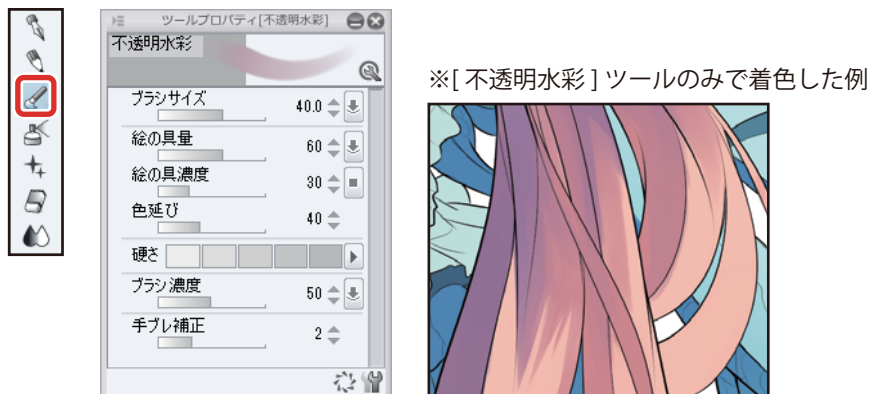 ツールプロパティ[不透明水彩]
不透明水彩
ブラシサイズ 40.0
絵の具量 60
絵の具濃度 30
色延び 40
硬さ
ブラシ濃度 50
手ブレ補正 2
※[ 不透明水彩 ] ツールのみで着色した例